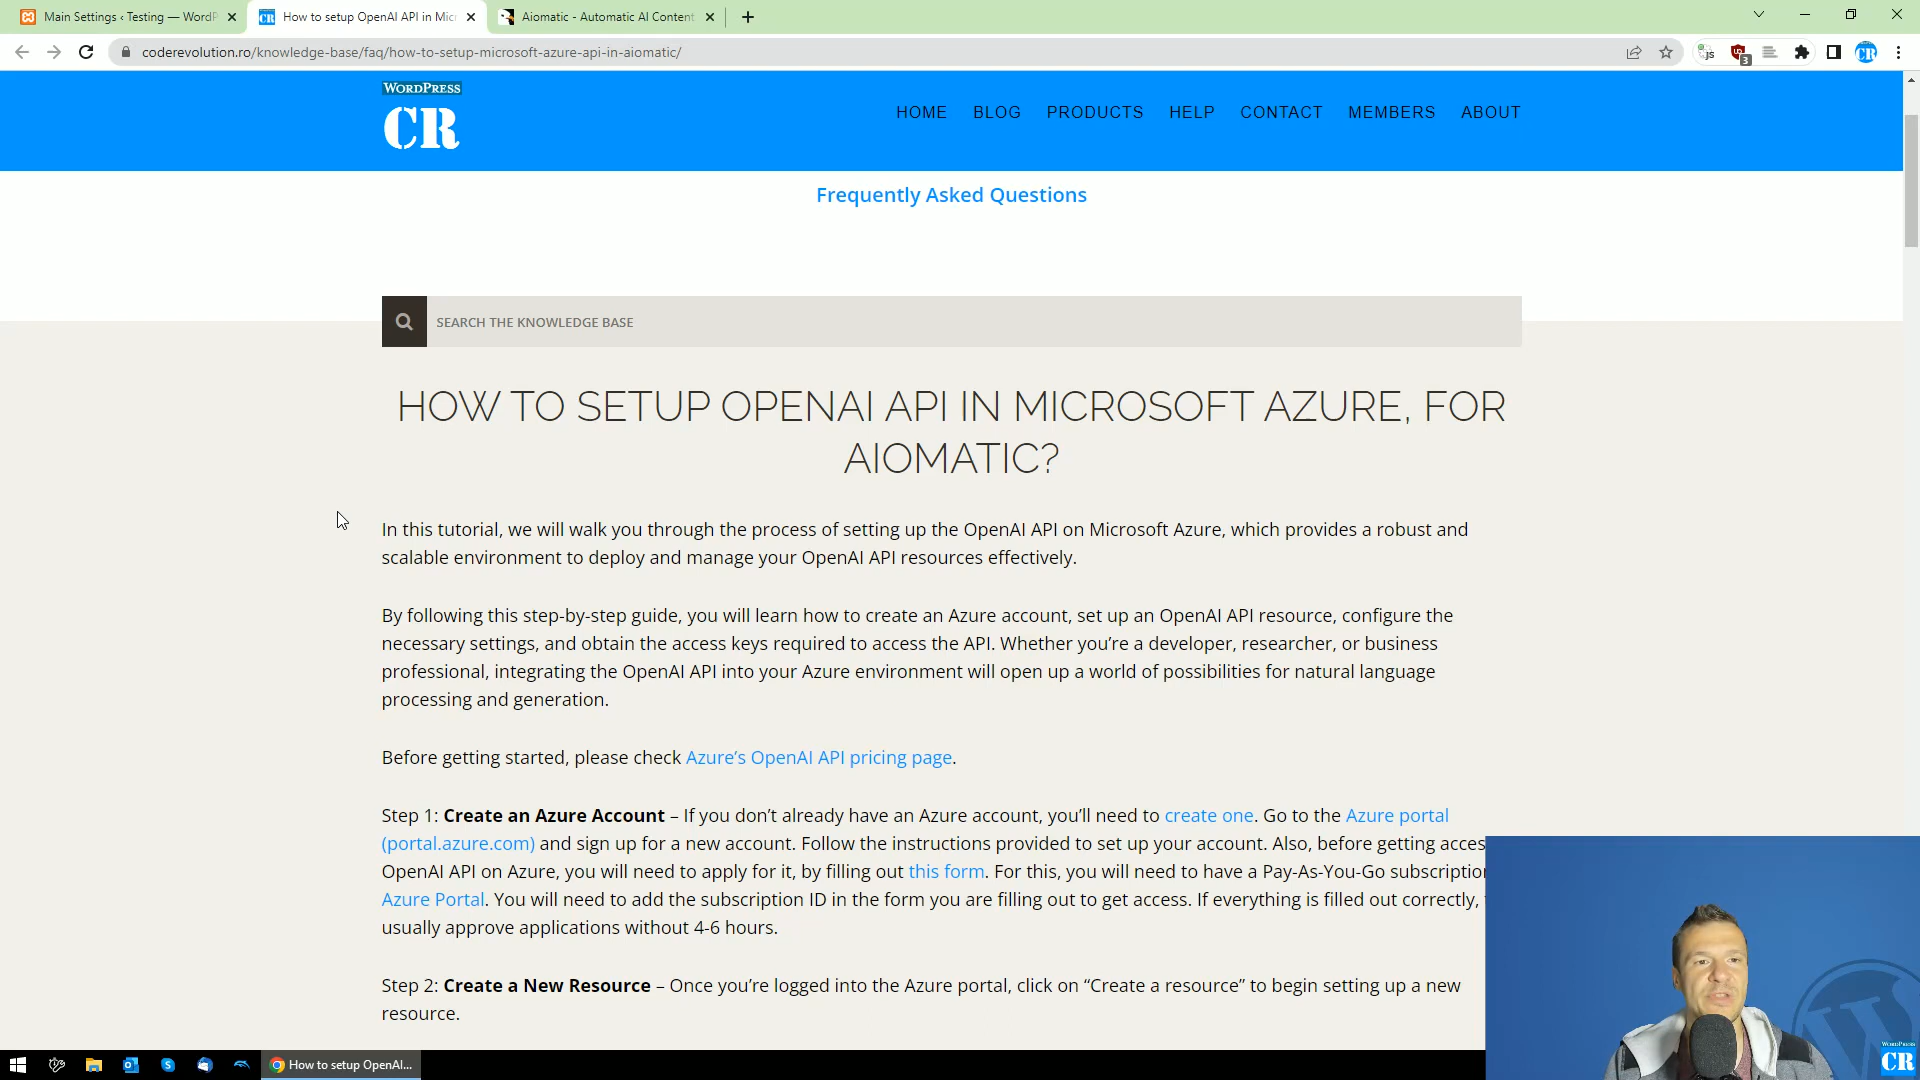 Main Settings ‹ Testing — WordP
How to setup OpenAI API in Mic
Aiomatic - Automatic AI Content
coderevolution.ro/knowledge-base/faq/how-to-setup-microsoft-azure-api-in-aiomatic/
JS
3
CR
WORDPRESS
CR
HOME
BLOG
PRODUCTS
HELP
CONTACT
MEMBERS
ABOUT
Frequently Asked Questions
SEARCH THE KNOWLEDGE BASE
HOW TO SETUP OPENAI API IN MICROSOFT AZURE, FOR
AIOMATIC?
In this tutorial, we will walk you through the process of setting up the OpenAI API on Microsoft Azure, which provides a robust and
scalable environment to deploy and manage your OpenAI API resources effectively.
By following this step-by-step guide, you will learn how to create an Azure account, set up an OpenAI API resource, configure the
necessary settings, and obtain the access keys required to access the API. Whether you’re a developer, researcher, or business
professional, integrating the OpenAI API into your Azure environment will open up a world of possibilities for natural language
processing and generation.
Before getting started, please check Azure’s OpenAI API pricing page.
Step 1: Create an Azure Account – If you don’t already have an Azure account, you’ll need to create one. Go to the Azure portal
(portal.azure.com) and sign up for a new account. Follow the instructions provided to set up your account. Also, before getting acces
OpenAI API on Azure, you will need to apply for it, by filling out this form. For this, you will need to have a Pay-As-You-Go subscription
Azure Portal. You will need to add the subscription ID in the form you are filling out to get access. If everything is filled out correctly,
usually approve applications without 4-6 hours.
Step 2: Create a New Resource – Once you’re logged into the Azure portal, click on “Create a resource” to begin setting up a new
resource.
How to setup OpenAI...
WORDPRESS
CR